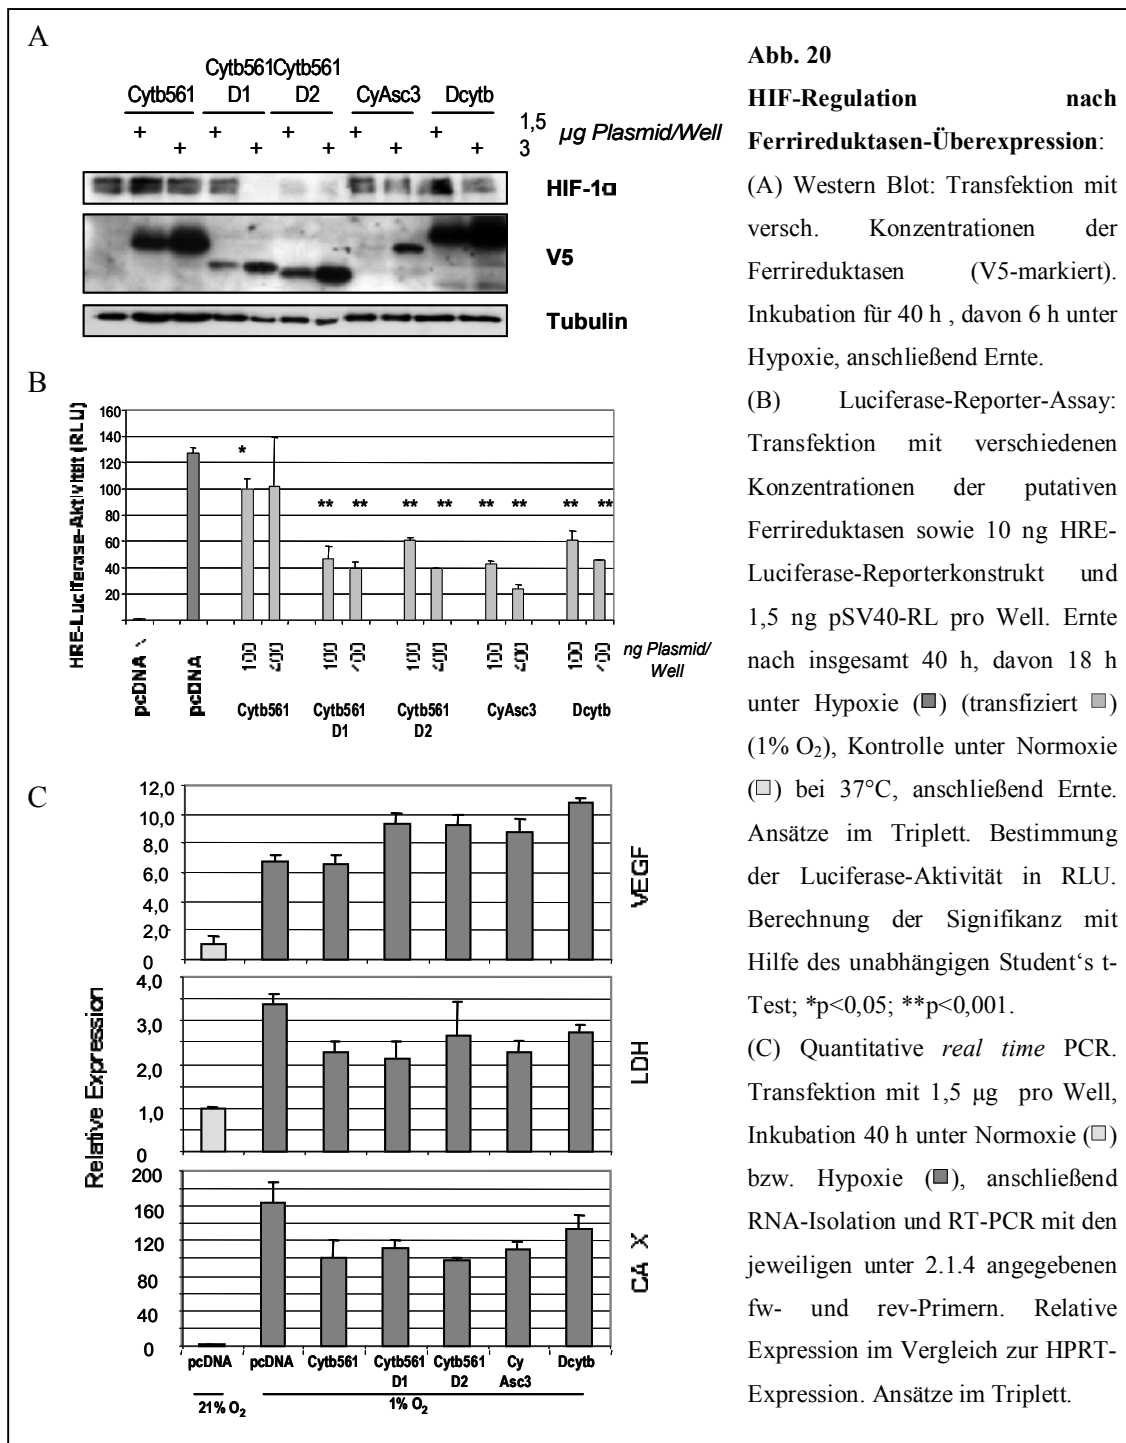 A
Cytb561 Cytb561
Cytb561 D1 D2 CyAsc3 Dcytb
+ + + + + 1,5 µg Plasmid/Well
+ + + + + 3
HIF-1α
V5
Tubulin
B
HRE-Luciferase-Aktivität (RLU)
160
140
120
100
80
60
40
20
*
** ** ** ** ** ** ** **
pcDNA pcDNA 100 400 100 400 100 400 100 400 100 400 ng Plasmid/
Well
Cytb561 Cytb561 Cytb561 CyAsc3 Dcytb
D1 D2
C
Relative Expression
12,0
10,0
8,0
6,0
4,0
2,0
0
VEGF
4,0
3,0
2,0
1,0
0
LDH
200
160
120
80
40
0
CA X
pcDNA pcDNA Cytb561 Cytb561 Cytb561 Cy Dcytb
D1 D2 Asc3
21% O₂ 1% O₂
Abb. 20
HIF-Regulation nach
Ferrireduktasen-Überexpression:
(A) Western Blot: Transfektion mit
versch. Konzentrationen der
Ferrireduktasen (V5-markiert).
Inkubation für 40 h , davon 6 h unter
Hypoxie, anschließend Ernte.
(B) Luciferase-Reporter-Assay:
Transfektion mit verschiedenen
Konzentrationen der putativen
Ferrireduktasen sowie 10 ng HRE-
Luciferase-Reporterkonstrukt und
1,5 ng pSV40-RL pro Well. Ernte
nach insgesamt 40 h, davon 18 h
unter Hypoxie (■) (transfiziert ■)
(1% O₂), Kontrolle unter Normoxie
(□) bei 37°C, anschließend Ernte.
Ansätze im Triplett. Bestimmung
der Luciferase-Aktivität in RLU.
Berechnung der Signifikanz mit
Hilfe des unabhängigen Student‘s t-
Test; *p<0,05; **p<0,001.
(C) Quantitative real time PCR.
Transfektion mit 1,5 µg pro Well,
Inkubation 40 h unter Normoxie (□)
bzw. Hypoxie (■), anschließend
RNA-Isolation und RT-PCR mit den
jeweiligen unter 2.1.4 angegebenen
fw- und rev-Primern. Relative
Expression im Vergleich zur HPRT-
Expression. Ansätze im Triplett.